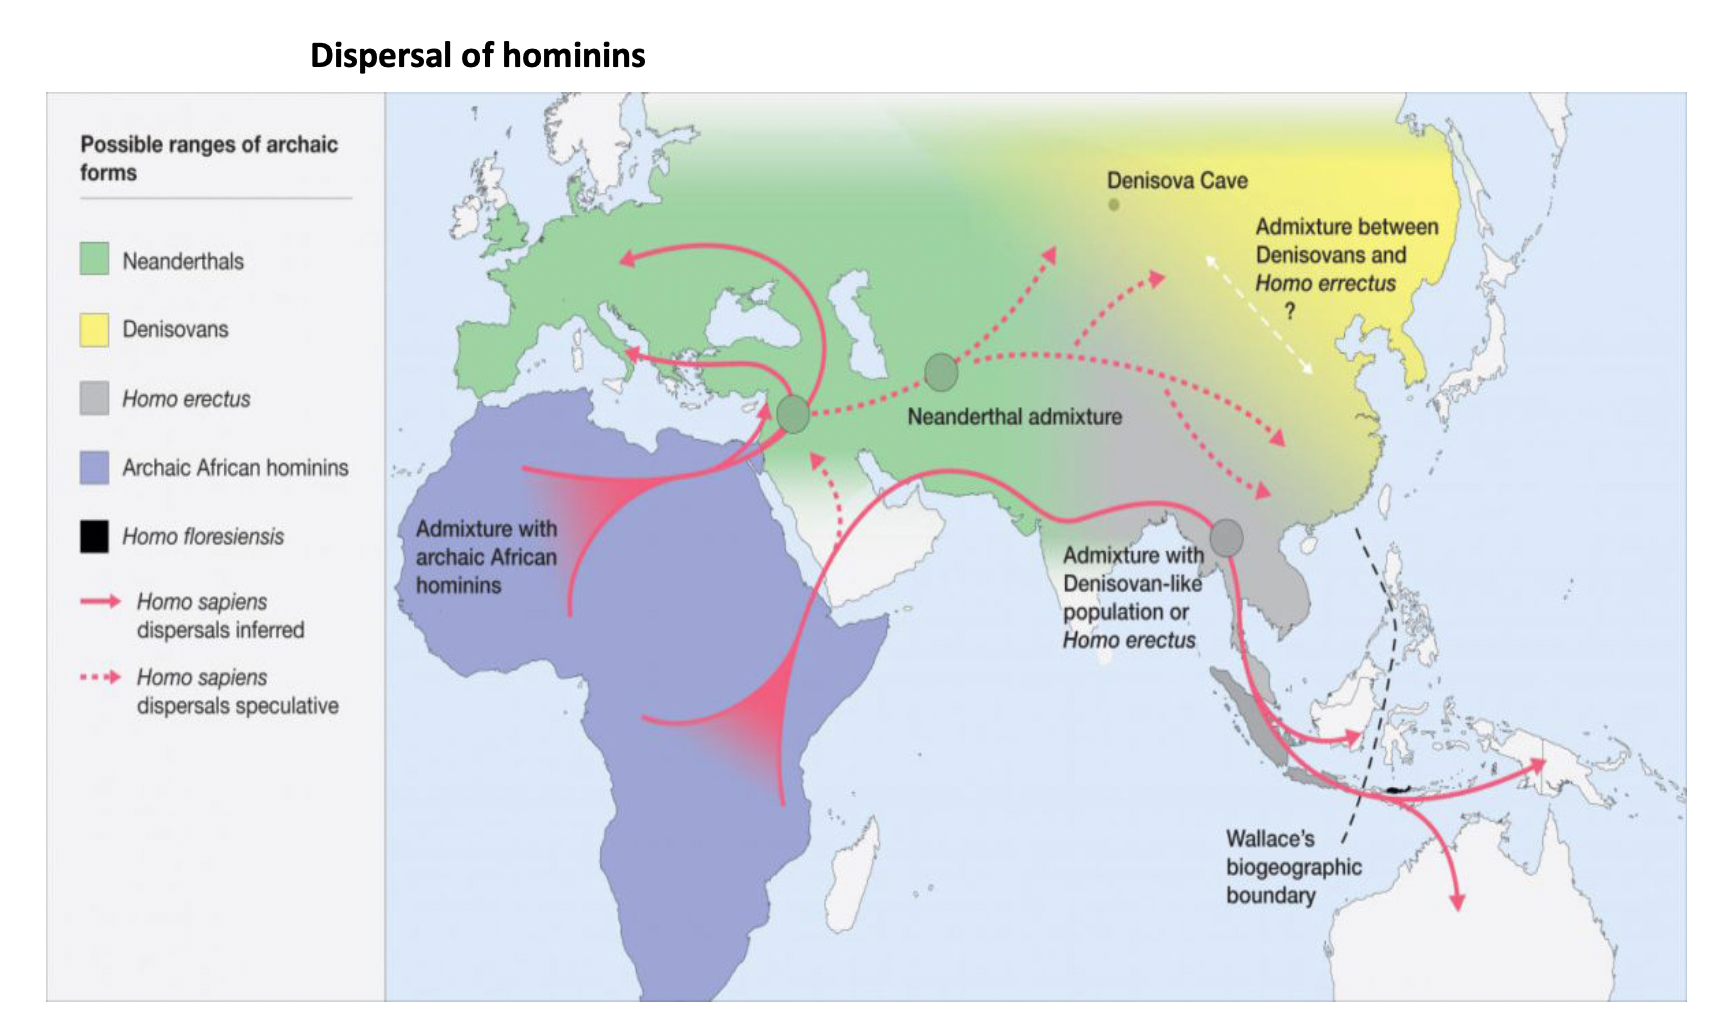 Dispersal of hominins
Possible ranges of archaic
forms
Neanderthals
Denisovans
Homo erectus
Archaic African hominins
Homo floresiensis
Homo sapiens
dispersals inferred
Homo sapiens
dispersals speculative
Denisova Cave
Admixture between
Denisovans and
Homo errectus
?
Neanderthal admixture
Admixture with
archaic African
hominins
Admixture with
Denisovan-like
population or
Homo erectus
Wallace's
biogeographic
boundary